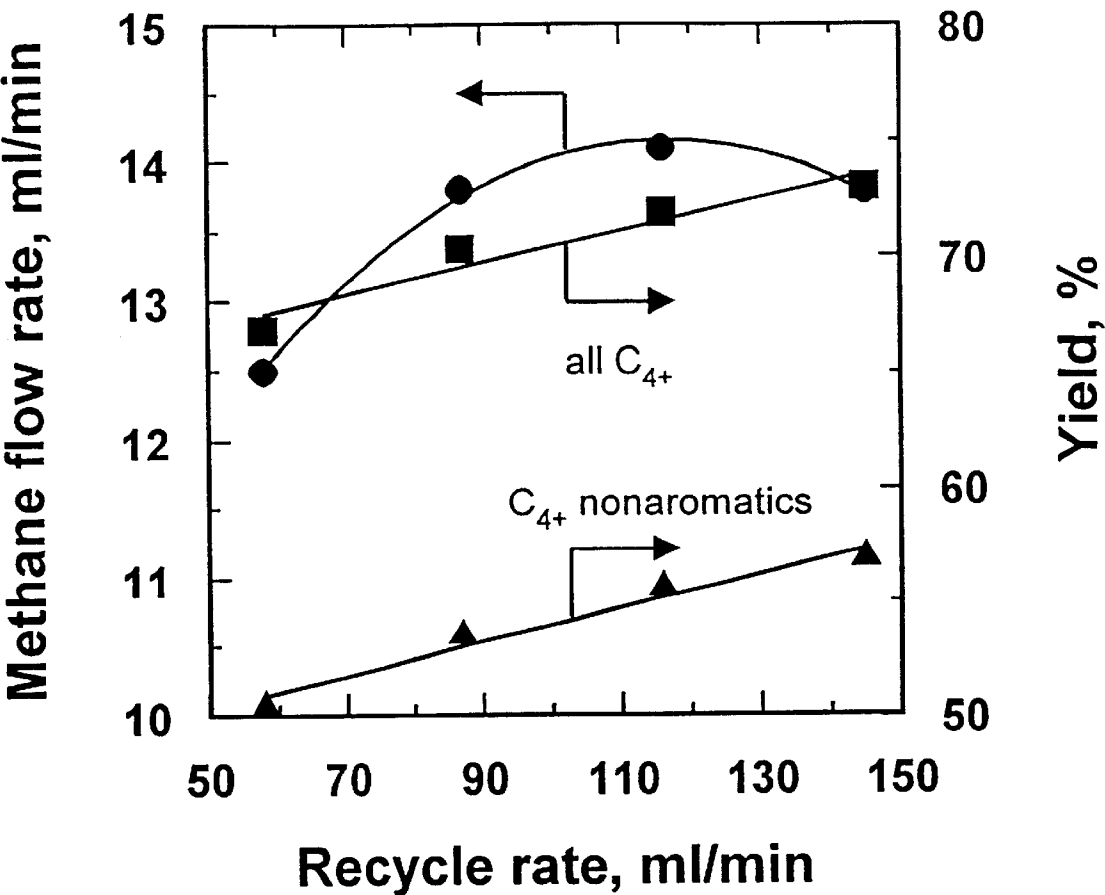 Methane flow rate, ml/min
15
14
13
12
11
10
80
70
60
50
Yield, %
all C₄₊
C₄₊ nonaromatics
50 70 90 110 130 150
Recycle rate, ml/min